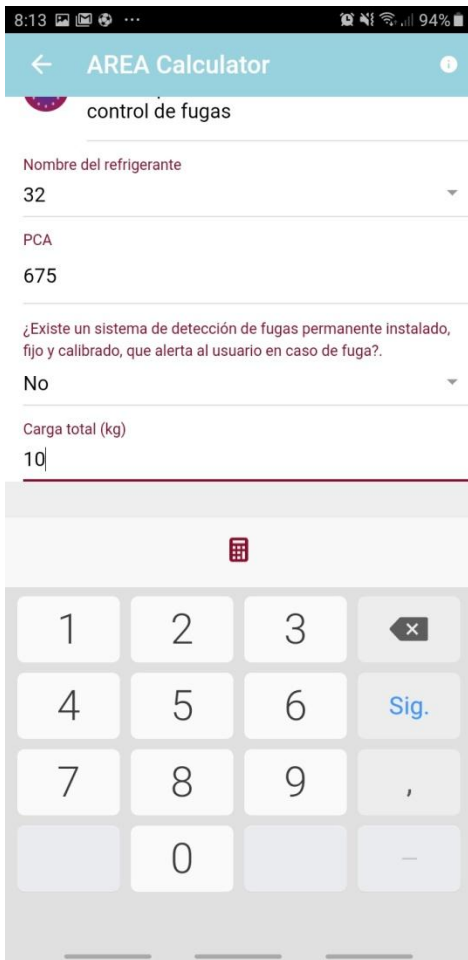 8:13
94%
AREA Calculator
control de fugas
Nombre del refrigerante
32
PCA
675
¿Existe un sistema de detección de fugas permanente instalado,
fijo y calibrado, que alerta al usuario en caso de fuga?.
No
Carga total (kg)
10
1 2 3
4 5 6 Sig.
7 8 9 ,
0 –